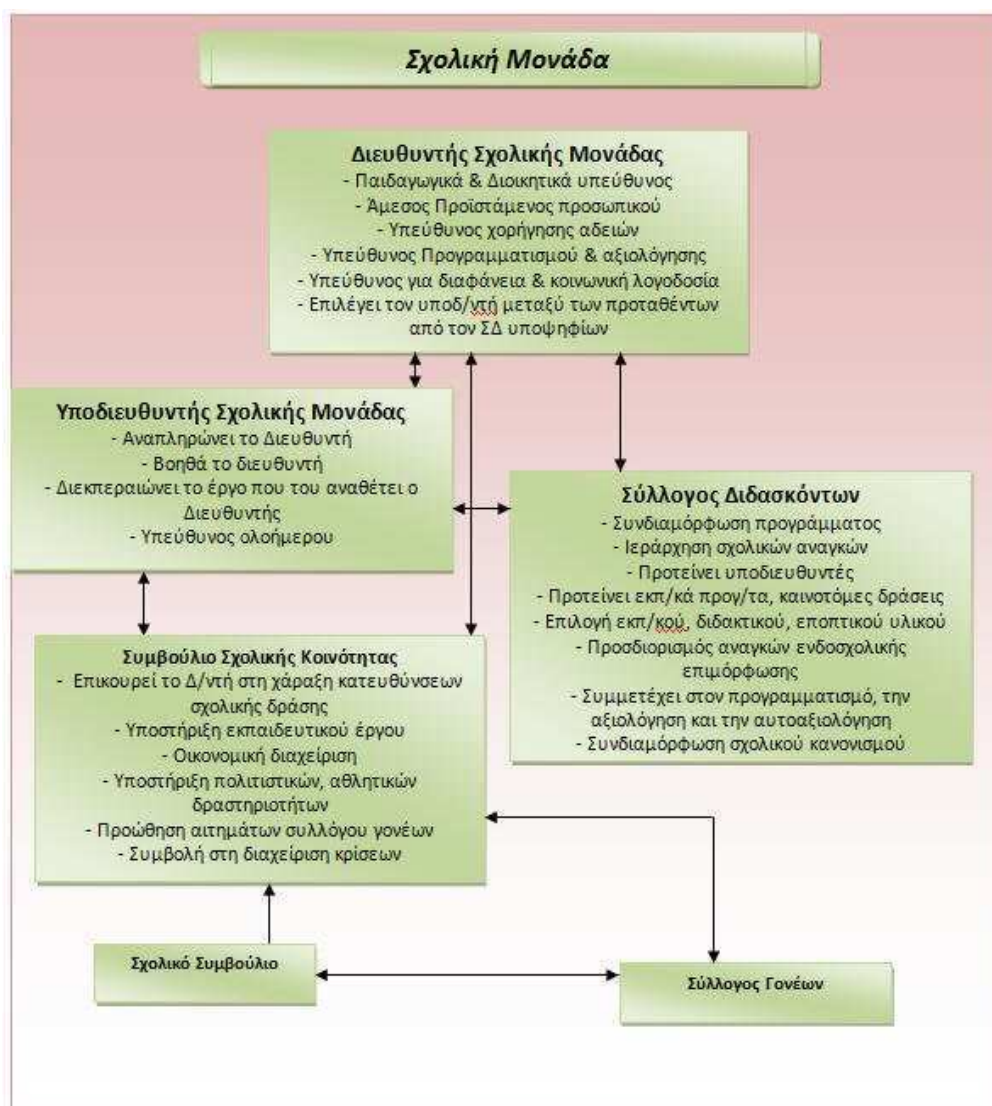 Σχολική Μονάδα
Διευθυντής Σχολικής Μονάδας
- Παιδαγωγικά & Διοικητικά υπεύθυνος
- Άμεσος Προϊστάμενος προσωπικού
- Υπεύθυνος χορήγησης αδειών
- Υπεύθυνος Προγραμματισμού & αξιολόγησης
- Υπεύθυνος για διαφάνεια & κοινωνική λογοδοσία
- Επιλέγει τον υποδ/ντή μεταξύ των προταθέντων
από τον ΣΔ υποψηφίων
Υποδιευθυντής Σχολικής Μονάδας
- Αναπληρώνει το Διευθυντή
- Βοηθά το διευθυντή
- Διεκπεραιώνει το έργο που του αναθέτει ο
Διευθυντής
- Υπεύθυνος ολοήμερου
Σύλλογος Διδασκόντων
- Συνδιαμόρφωση προγράμματος
- Ιεράρχηση σχολικών αναγκών
- Προτείνει υποδιευθυντές
- Προτείνει εκπ/κά προγ/τα, καινοτόμες δράσεις
- Επιλογή εκπ/κού, διδακτικού, εποπτικού υλικού
- Προσδιορισμός αναγκών ενδοσχολικής
επιμόρφωσης
- Συμμετέχει στον προγραμματισμό, την
αξιολόγηση και την αυτοαξιολόγηση
- Συνδιαμόρφωση σχολικού κανονισμού
Συμβούλιο Σχολικής Κοινότητας
- Επικουρεί το Δ/ντή στη χάραξη κατευθύνσεων
σχολικής δράσης
- Υποστήριξη εκπαιδευτικού έργου
- Οικονομική διαχείριση
- Υποστήριξη πολιτιστικών, αθλητικών
δραστηριοτήτων
- Προώθηση αιτημάτων συλλόγου γονέων
- Συμβολή στη διαχείριση κρίσεων
Σχολικό Συμβούλιο
Σύλλογος Γονέων